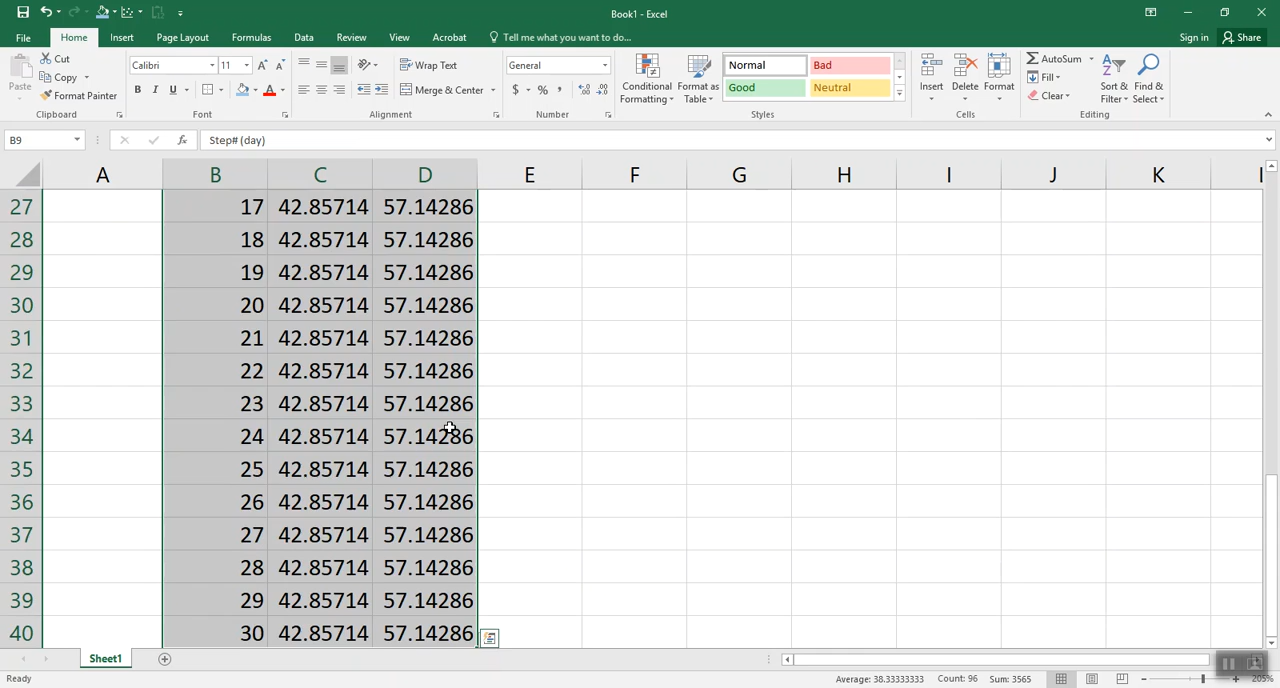 Book1 - Excel
File Home Insert Page Layout Formulas Data Review View Acrobat Tell me what you want to do... Sign in Share
Paste Cut Copy Format Painter Clipboard
Calibri 11 B I U A A A Font
Wrap Text Merge & Center Alignment
General $ % , Number
Conditional Formatting Format as Table Normal Bad Good Neutral Styles
Insert Delete Format Cells
AutoSum Fill Clear Sort & Filter Find & Select Editing
B9 fx Step# (day)
A B C D E F G H I J K
27 17 42.85714 57.14286
28 18 42.85714 57.14286
29 19 42.85714 57.14286
30 20 42.85714 57.14286
31 21 42.85714 57.14286
32 22 42.85714 57.14286
33 23 42.85714 57.14286
34 24 42.85714 57.14286
35 25 42.85714 57.14286
36 26 42.85714 57.14286
37 27 42.85714 57.14286
38 28 42.85714 57.14286
39 29 42.85714 57.14286
40 30 42.85714 57.14286
Sheet1
Ready Average: 38.33333333 Count: 96 Sum: 3565 205%